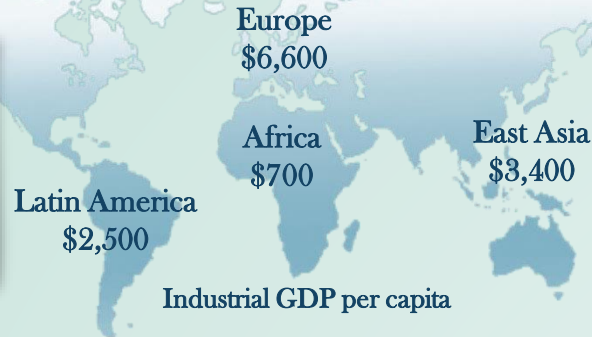 Europe
$6,600
Africa
$700
East Asia
$3,400
Latin America
$2,500
Industrial GDP per capita